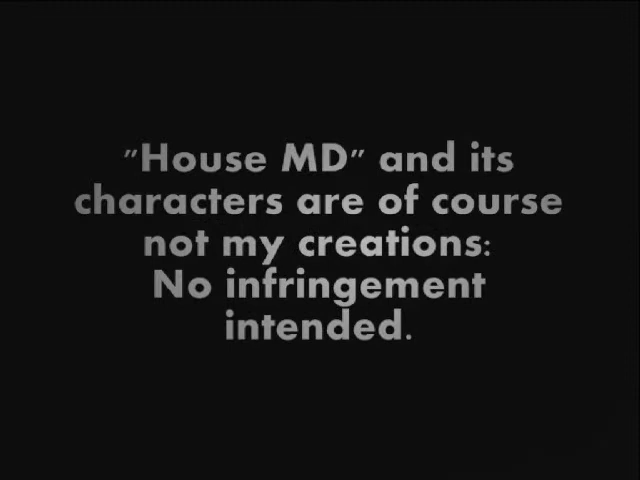 "House MD" and its
characters are of course
not my creations:
No infringement
intended.